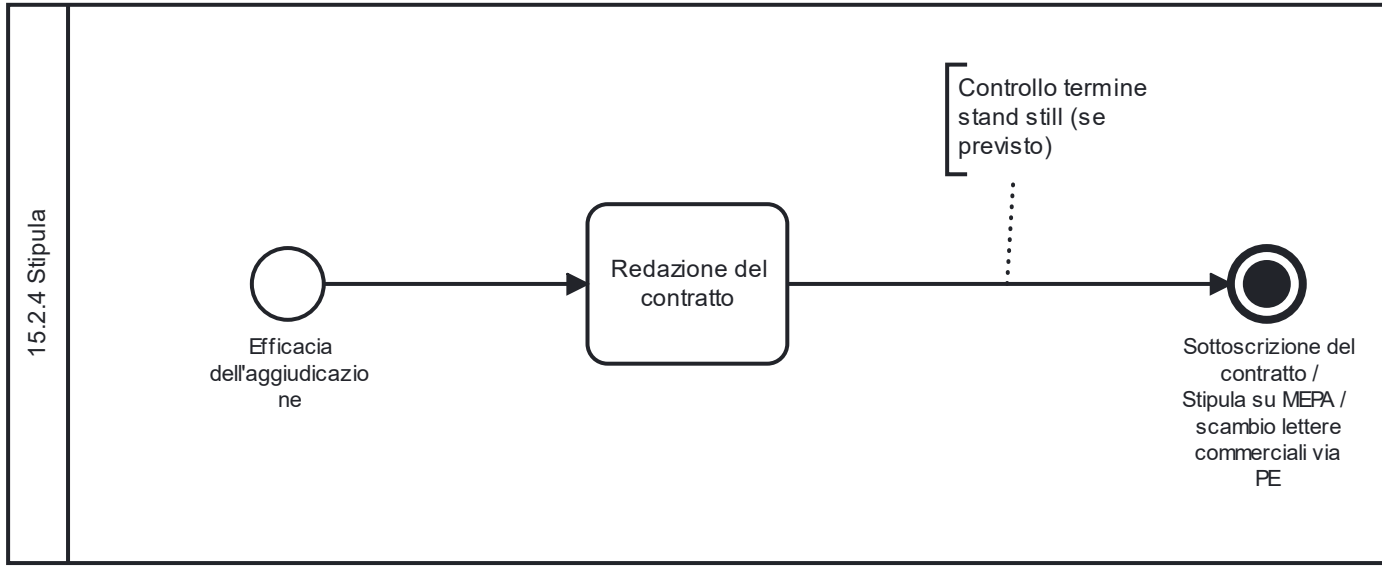 15.2.4 Stipula
Controllo termine
stand still (se
previsto)
Redazione del
contratto
Efficacia
dell'aggiudicazio
ne
Sottoscrizione del
contratto /
Stipula su MEPA /
scambio lettere
commerciali via
PE